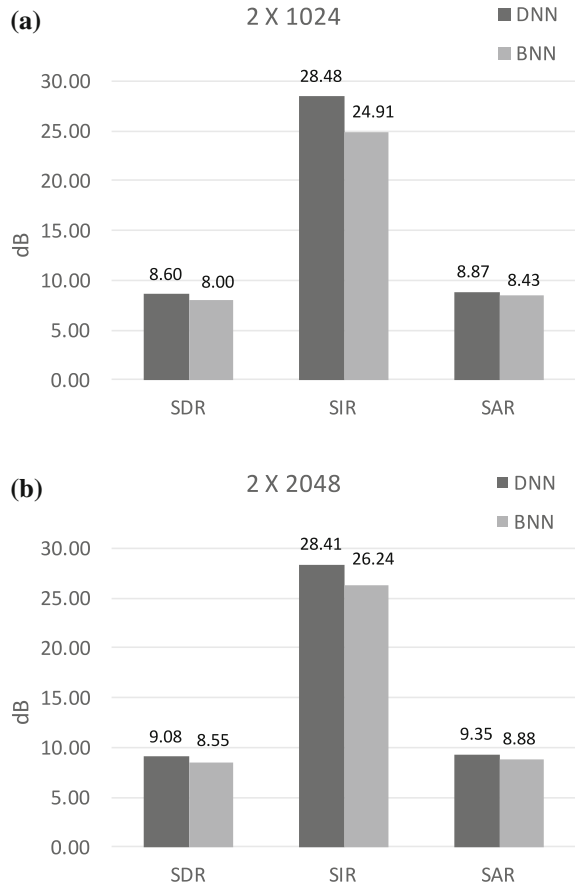 (a)
2 X 1024
DNN
BNN
30.00
25.00
20.00
15.00
10.00
5.00
0.00
dB
28.48
24.91
8.60
8.00
8.87
8.43
SDR
SIR
SAR
(b)
2 X 2048
DNN
BNN
30.00
25.00
20.00
15.00
10.00
5.00
0.00
dB
28.41
26.24
9.08
8.55
9.35
8.88
SDR
SIR
SAR